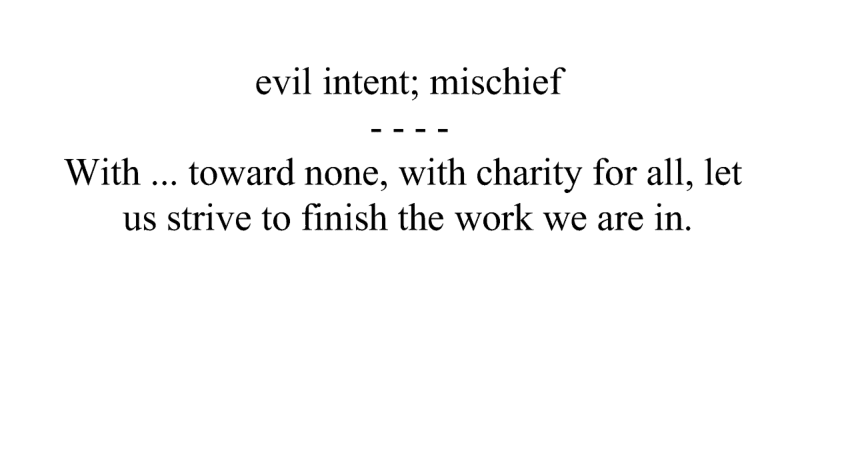 evil intent; mischief
- - - -
With ... toward none, with charity for all, let
us strive to finish the work we are in.